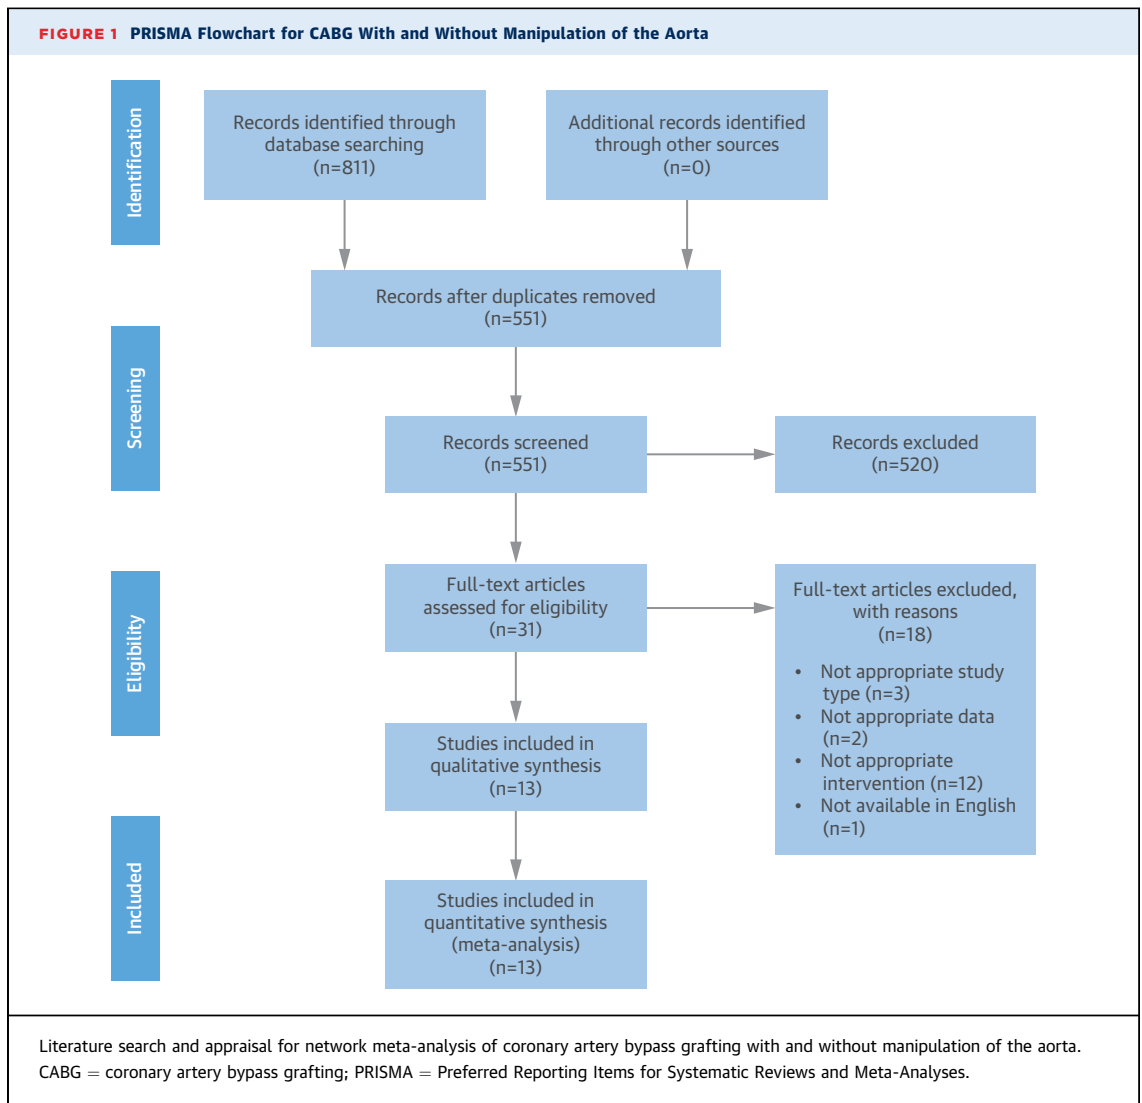 FIGURE 1 PRISMA Flowchart for CABG With and Without Manipulation of the Aorta
Identification
Records identified through
database searching
(n=811)
Additional records identified
through other sources
(n=0)
Records after duplicates removed
(n=551)
Screening
Records screened
(n=551)
Records excluded
(n=520)
Eligibility
Full-text articles
assessed for eligibility
(n=31)
Full-text articles excluded,
with reasons
(n=18)
• Not appropriate study
type (n=3)
• Not appropriate data
(n=2)
• Not appropriate
intervention (n=12)
• Not available in English
(n=1)
Studies included in
qualitative synthesis
(n=13)
Included
Studies included in
quantitative synthesis
(meta-analysis)
(n=13)
Literature search and appraisal for network meta-analysis of coronary artery bypass grafting with and without manipulation of the aorta.
CABG = coronary artery bypass grafting; PRISMA = Preferred Reporting Items for Systematic Reviews and Meta-Analyses.